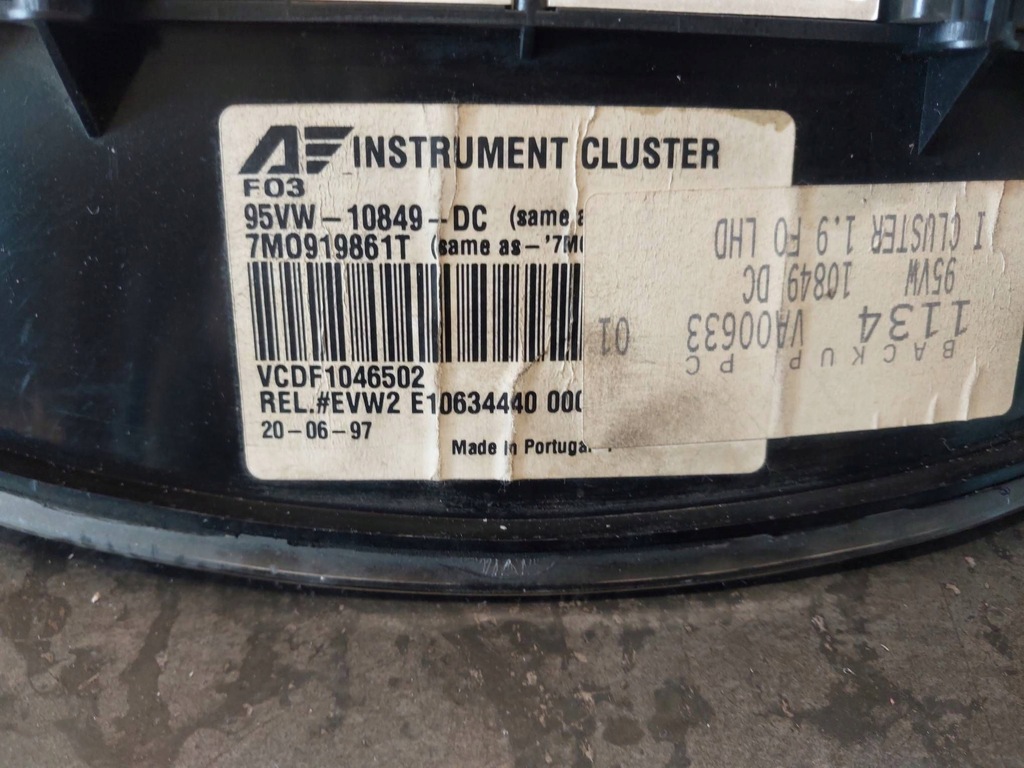 AE INSTRUMENT CLUSTER
F03
95VW-10849-DC (same a
7M0919861T (same as-'7M
VCDF1046502
REL.#EVW2 E10634440 000
20-06-97
Made in Portugal
BACKUP PC
1134 VA00633 01
95VW 10849 DC
I CLUSTER 1.9 FO LHD